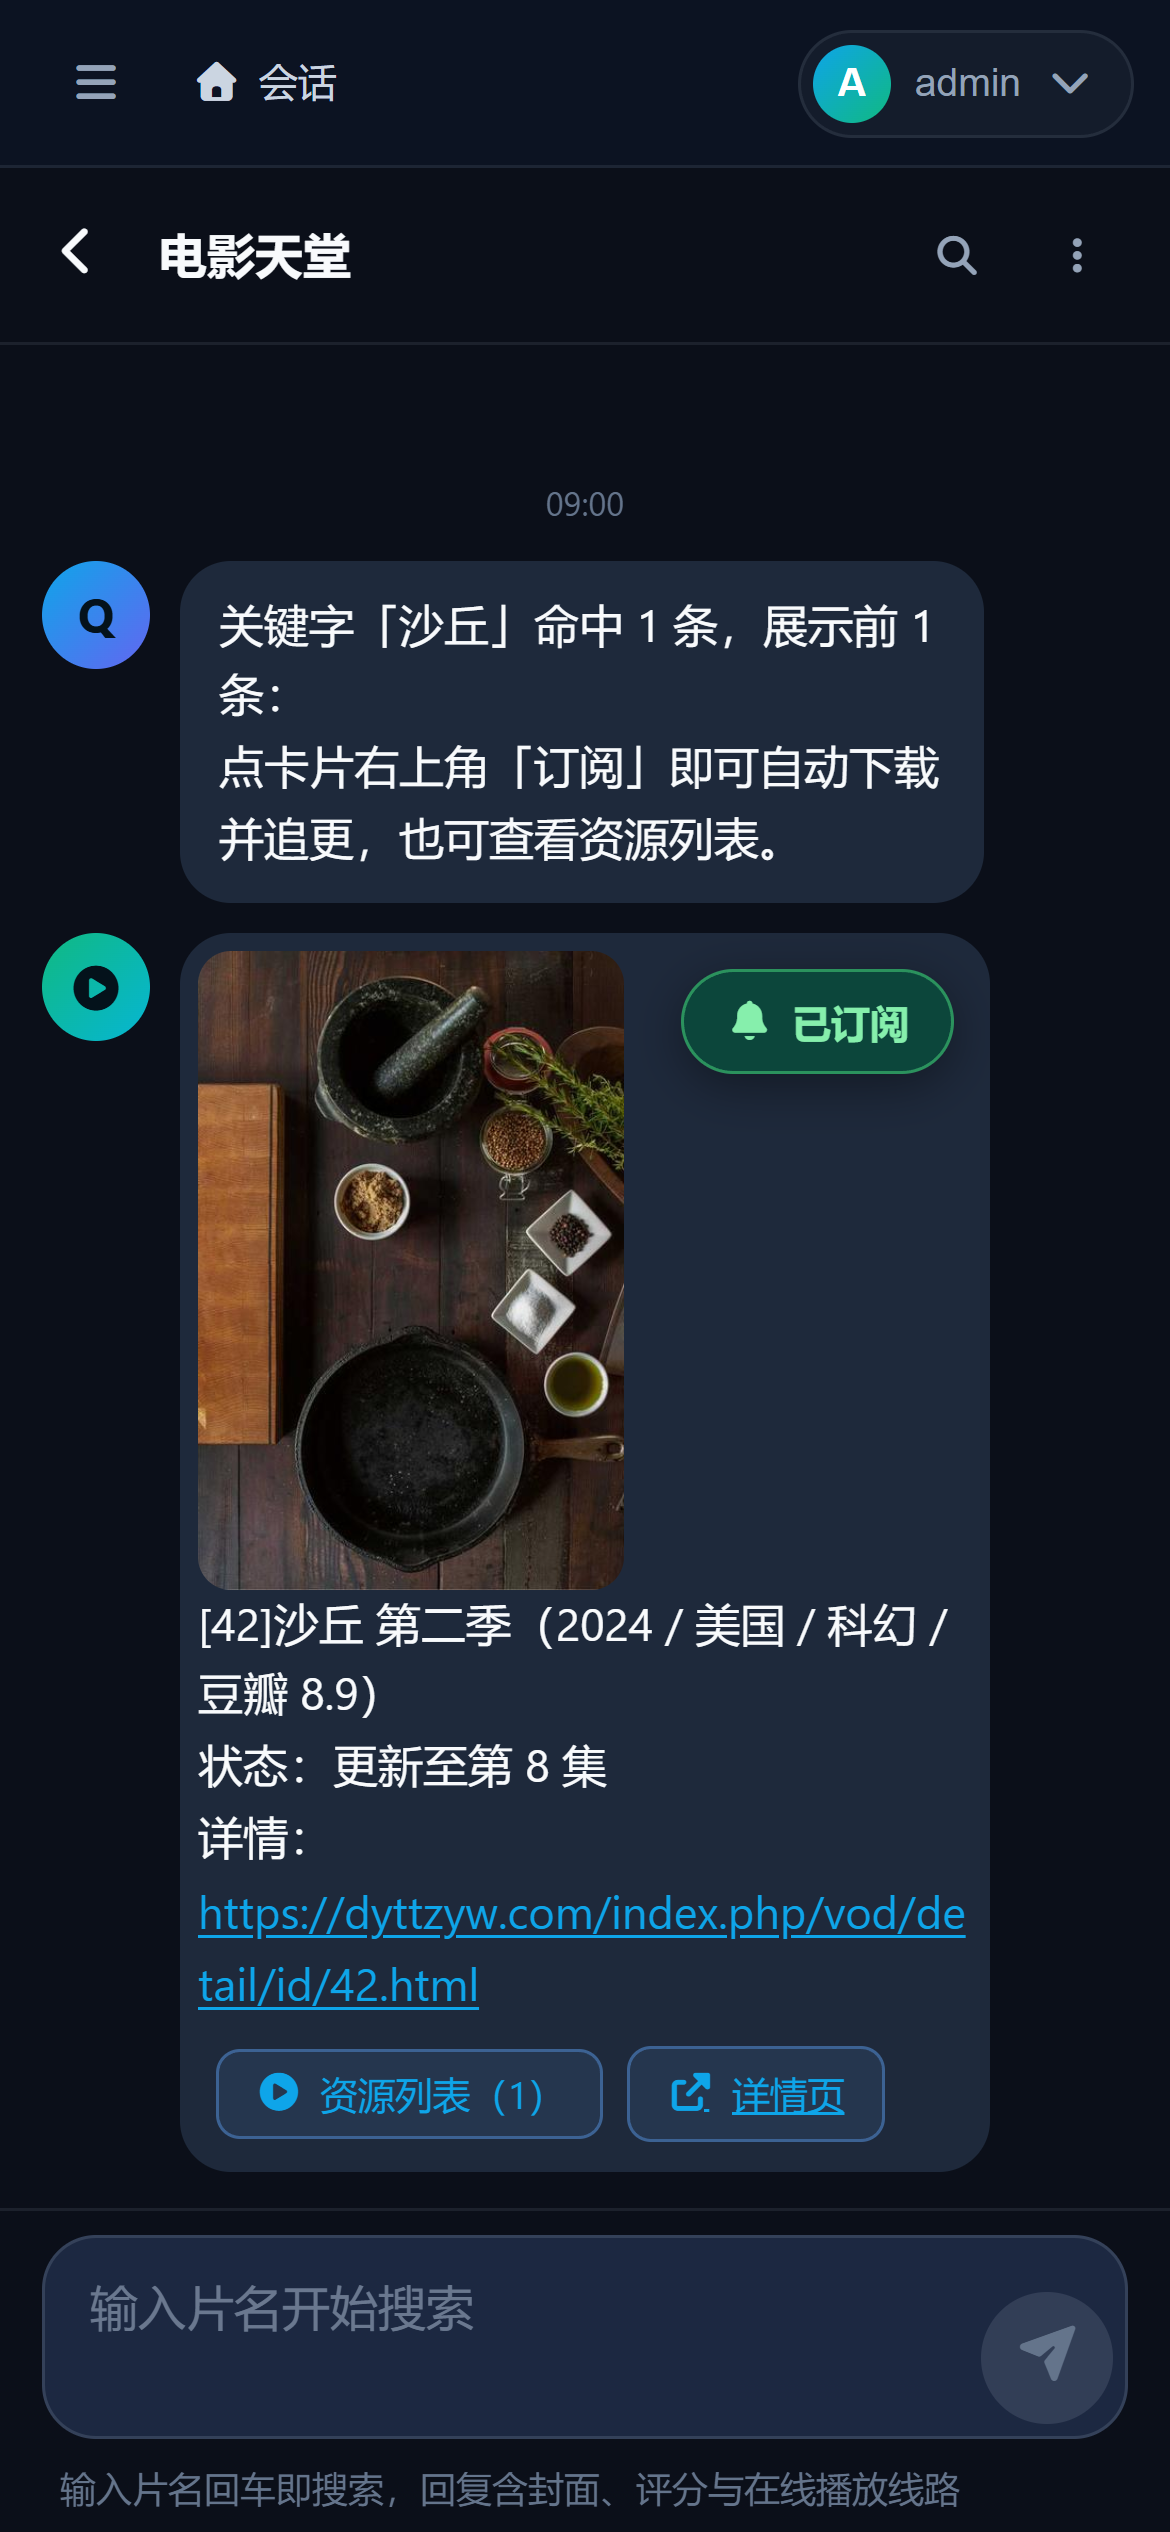 会话
A
admin
电影天堂
09:00
Q
关键字「沙丘」命中 1 条，展示前 1
条：
点卡片右上角「订阅」即可自动下载
并追更，也可查看资源列表。
已订阅
[42]沙丘 第二季（2024 / 美国 / 科幻 /
豆瓣 8.9）
状态：更新至第 8 集
详情：
https://dyttzyw.com/index.php/vod/de
tail/id/42.html
资源列表（1）
详情页
输入片名开始搜索
输入片名回车即搜索，回复含封面、评分与在线播放线路